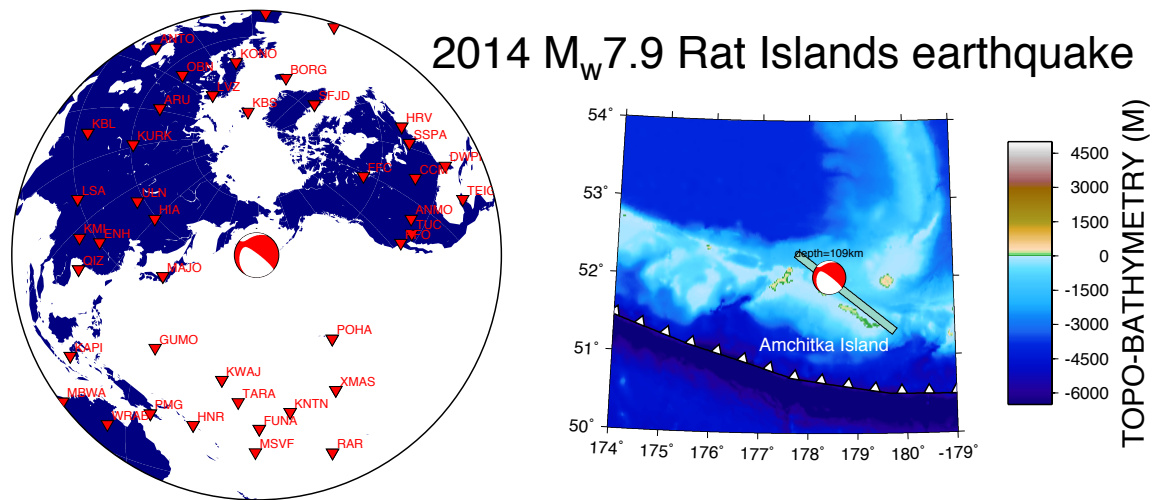 2014 Mw7.9 Rat Islands earthquake
ANTO
KONO
OBN
BORG
LVZ
KBS
SFJD
ARU
HRV
KBL
KURK
SSPA
DWPF
FFC
CCM
LSA
ULN
TEIG
HIA
ANMO
TUC
KMI
ENH
PFO
QIZ
MAJO
GUMO
POHA
KAPI
KWAJ
XMAS
MBWA
TARA
PMG
KNTN
WRAB
HNR
FUNA
MSVF
RAR
54˚
53˚
52˚
51˚
50˚
174˚
175˚
176˚
177˚
178˚
179˚
180˚
-179˚
depth=109km
Amchitka Island
4500
3000
1500
0
-1500
-3000
-4500
-6000
TOPO-BATHYMETRY (M)